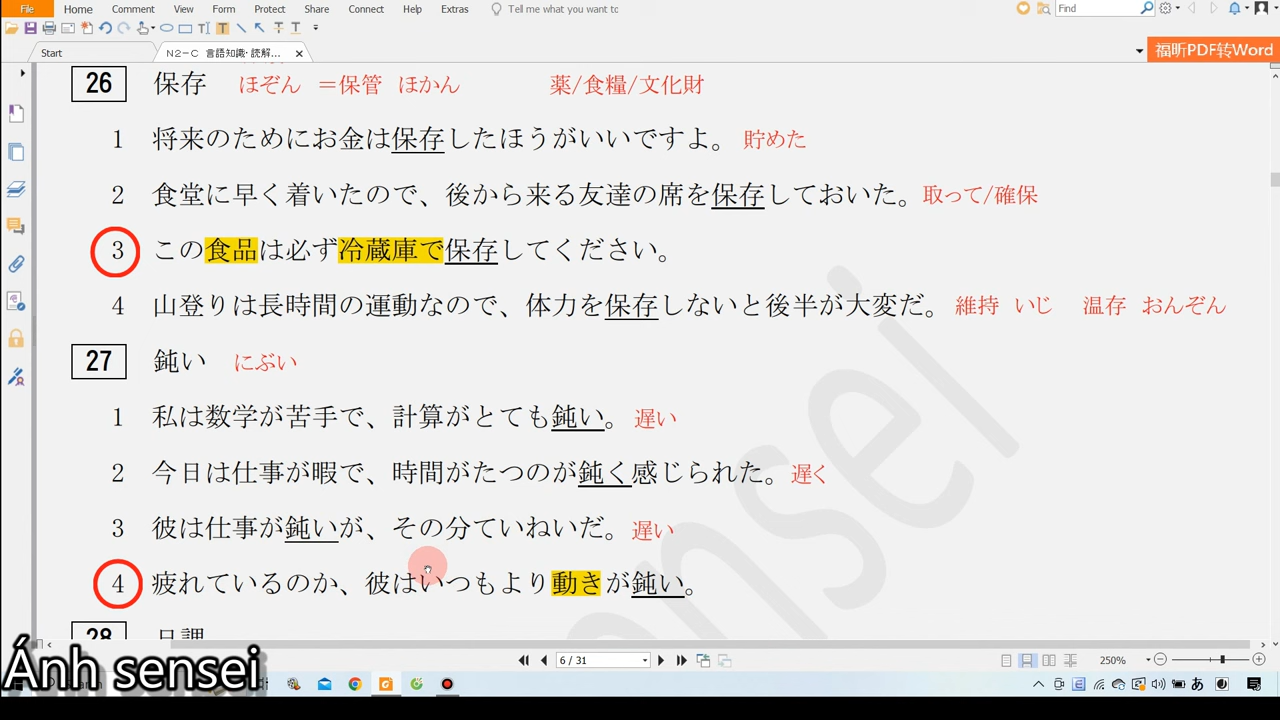 File Home Comment View Form Protect Share Connect Help Extras Tell me what you want to Find
Start N2-C 言語知識・読解... 福昕PDF转Word
26 保存 ほぞん ＝保管 ほかん 薬/食糧/文化財
1 将来のためにお金は保存したほうがいいですよ。 貯めた
2 食堂に早く着いたので、後から来る友達の席を保存しておいた。 取って/確保
3 この食品は必ず冷蔵庫で保存してください。
4 山登りは長時間の運動なので、体力を保存しないと後半が大変だ。 維持 いじ 温存 おんぞん
27 鈍い にぶい
1 私は数学が苦手で、計算がとても鈍い。 遅い
2 今日は仕事が暇で、時間がたつのが鈍く感じられた。 遅く
3 彼は仕事が鈍いが、その分ていねいだ。 遅い
4 疲れているのか、彼はいつもより動きが鈍い。
28
ensei
Ánh sensei
6 / 31 250%
あ